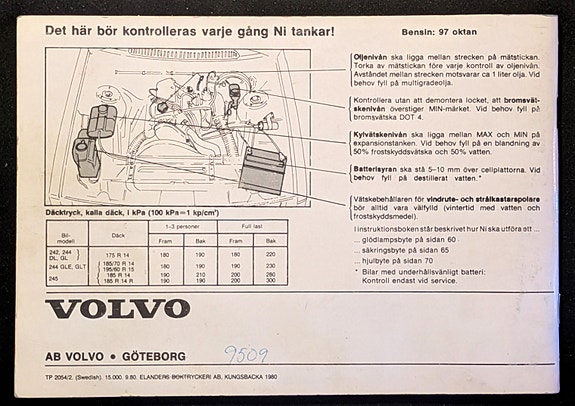 Det här bör kontrolleras varje gång Ni tankar!
Bensin: 97 oktan
Oljenivån ska ligga mellan strecken på mätstickan.
Torka av mätstickan före varje kontroll av oljenivån.
Avståndet mellan strecken motsvarar ca 1 liter olja. Vid
behov fyll på multigradeolja.
Kontrollera utan att demontera locket, att bromsvät-
skenivån överstiger MIN-märket. Vid behov fyll på
bromsvätska DOT 4.
Kylvätskenivån ska ligga mellan MAX och MIN på
expansionstanken. Vid behov fyll på en blandning av
50% frostskyddsvätska och 50% vatten.
Batterisyran ska stå 5–10 mm över cellplattorna. Vid
behov fyll på destillerat vatten.*
Vätskebehållaren för vindrute- och strålkastarspolare
bör alltid vara välfylld (vintertid med vatten och
frostskyddsmedel).
I instruktionsboken står beskrivet hur Ni ska utföra ott ...
... glödlampsbyte på sidan 60
... säkringsbyte på sidan 65
... hjulbyte på sidan 70
* Bilar med underhållsvänligt batteri:
Kontroll endast vid service.
Däcktryck, kalla däck, i kPa (100 kPa=1 kp/cm²)
Bil-
modell
Däck
1–3 personer
Full last
Fram Bak Fram Bak
242, 244
DL, GL
175 R 14 180 190 180 220
244 GLE, GLT
185/70 R 14
195/60 R 15
180 190 190 230
245
185 R 14 190 210 200 280
185 R 14 R 190 190 200 300
VOLVO
AB VOLVO • GÖTEBORG
9509
TP 2054/2. (Swedish). 15.000. 9.80. ELANDERS BOKTRYCKERI AB, KUNGSBACKA 1980